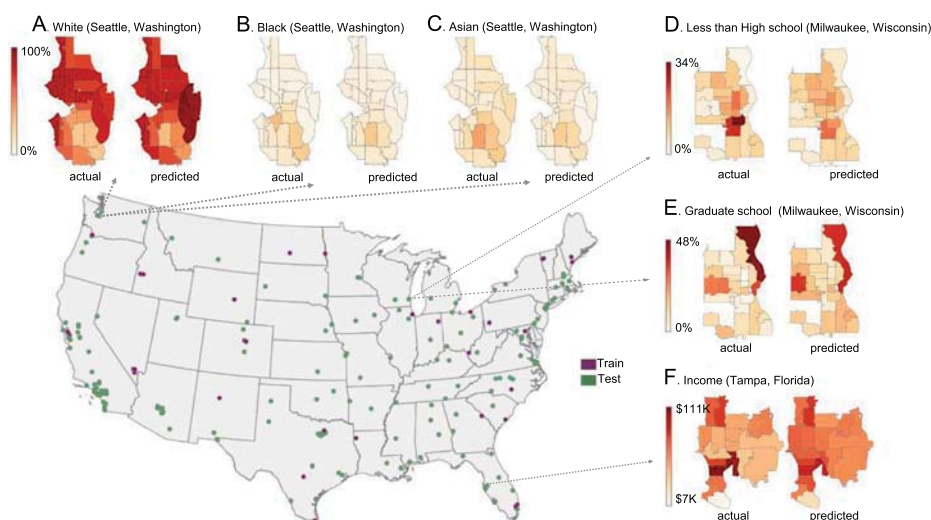 A. White (Seattle, Washington)
B. Black (Seattle, Washington)
C. Asian (Seattle, Washington)
D. Less than High school (Milwaukee, Wisconsin)
100%
0%
actual predicted
actual predicted
actual predicted
34%
0%
actual predicted
E. Graduate school (Milwaukee, Wisconsin)
48%
0%
actual predicted
Train
Test
F. Income (Tampa, Florida)
$111K
$7K
actual predicted